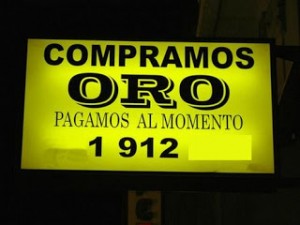 COMPRAMOS
ORO
PAGAMOS AL MOMENTO
1 912